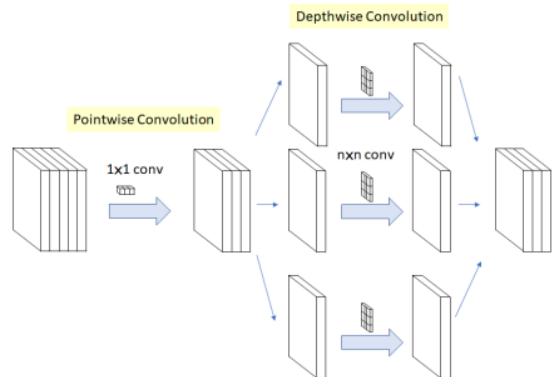 Depthwise Convolution
Pointwise Convolution
1x1 conv
nxn conv